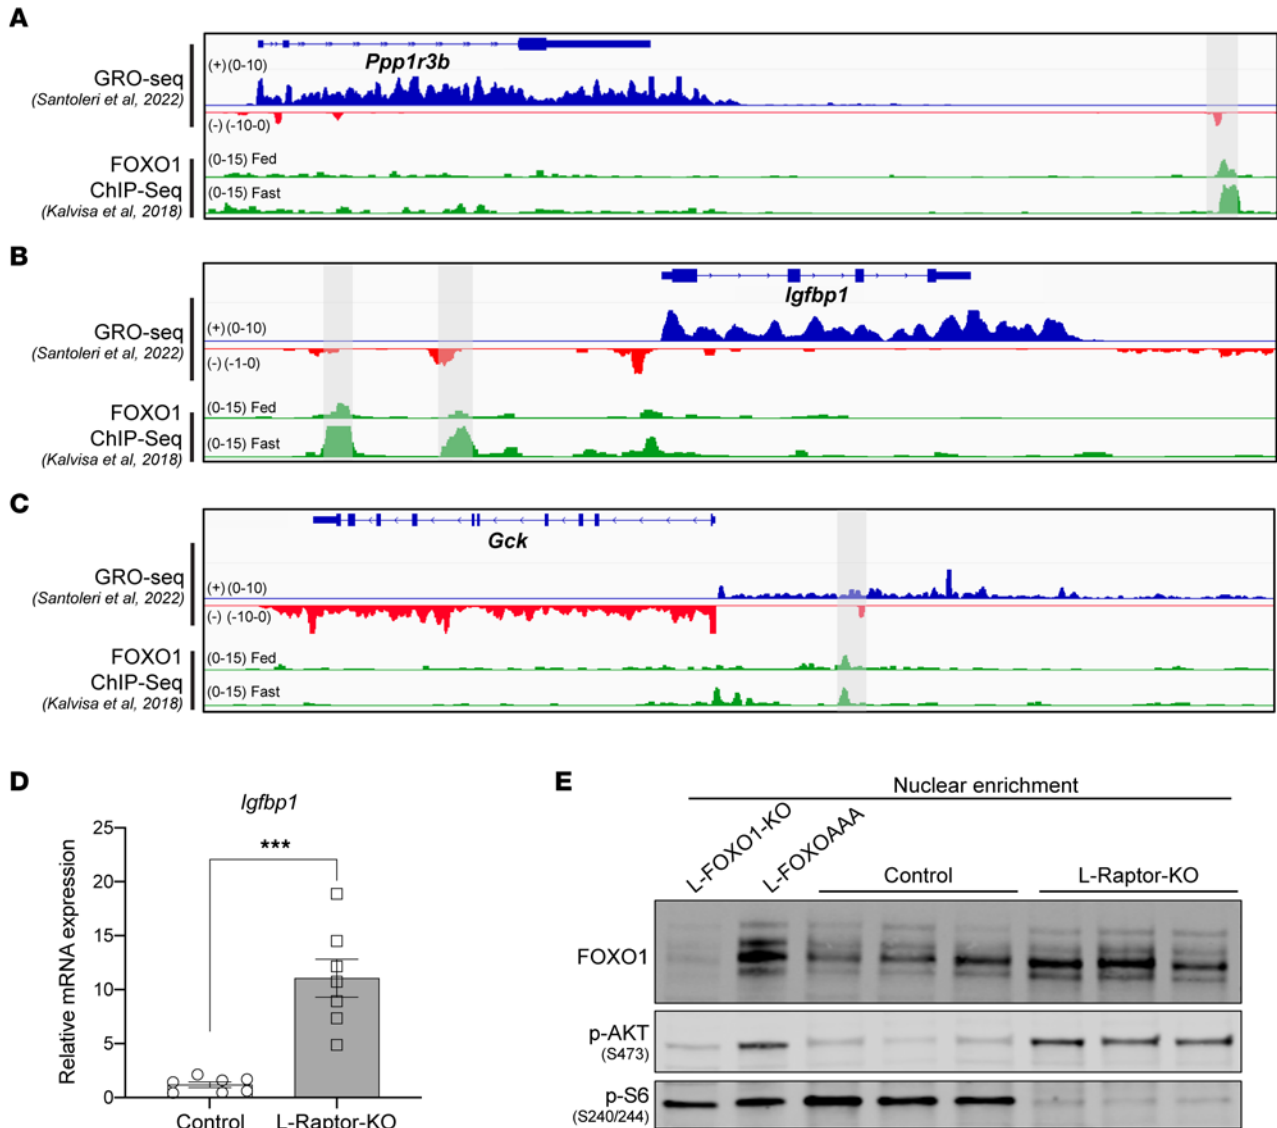 A
GRO-seq
(Santoleri et al, 2022)
(+)(0-10)
Ppp1r3b
(-)(-10-0)
FOXO1
ChIP-Seq
(Kalvisa et al, 2018)
(0-15) Fed
(0-15) Fast
B
GRO-seq
(Santoleri et al, 2022)
(+)(0-10)
Igfbp1
(-)(-1-0)
FOXO1
ChIP-Seq
(Kalvisa et al, 2018)
(0-15) Fed
(0-15) Fast
C
Gck
GRO-seq
(Santoleri et al, 2022)
(+)(0-10)
(-) (-10-0)
FOXO1
ChIP-Seq
(Kalvisa et al, 2018)
(0-15) Fed
(0-15) Fast
D
Igfbp1
Relative mRNA expression
25
20
15
10
5
0
***
Control
L-Raptor-KO
E
Nuclear enrichment
L-FOXO1-KO
L-FOXOAAA
Control
L-Raptor-KO
FOXO1
p-AKT
(S473)
p-S6
(S240/244)